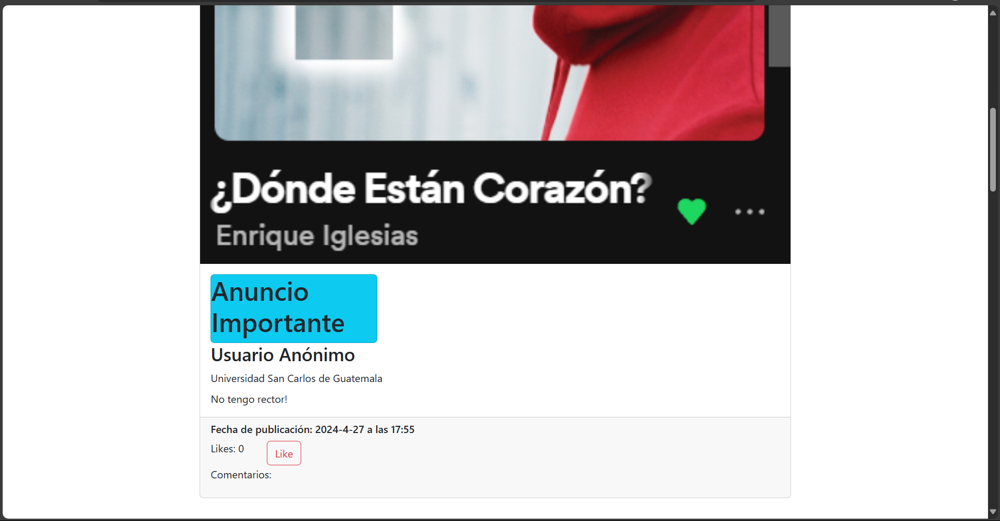 ¿Dónde Están Corazón?
Enrique Iglesias
Anuncio
Importante
Usuario Anónimo
Universidad San Carlos de Guatemala
No tengo rector!
Fecha de publicación: 2024-4-27 a las 17:55
Likes: 0 Like
Comentarios: